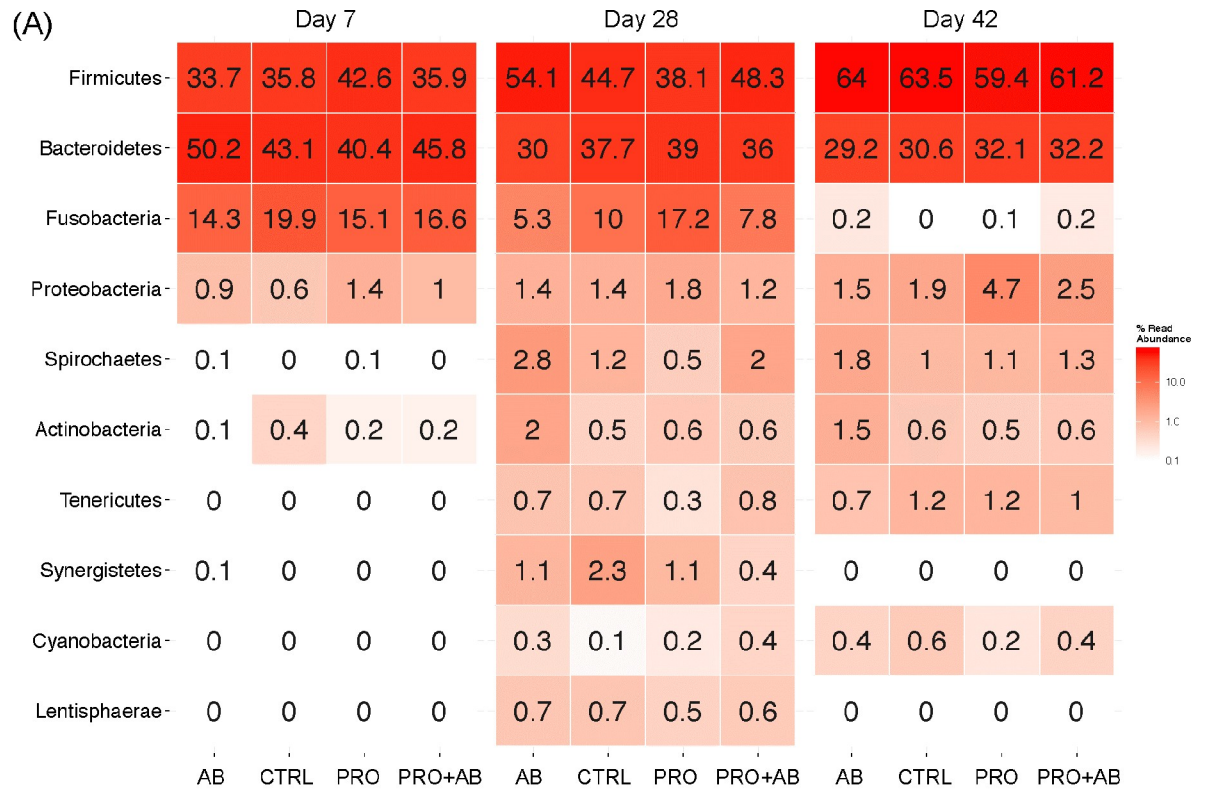 (A)
Day 7 Day 28 Day 42
Firmicutes 33.7 35.8 42.6 35.9 54.1 44.7 38.1 48.3 64 63.5 59.4 61.2
Bacteroidetes 50.2 43.1 40.4 45.8 30 37.7 39 36 29.2 30.6 32.1 32.2
Fusobacteria 14.3 19.9 15.1 16.6 5.3 10 17.2 7.8 0.2 0 0.1 0.2
Proteobacteria 0.9 0.6 1.4 1 1.4 1.4 1.8 1.2 1.5 1.9 4.7 2.5
Spirochaetes 0.1 0 0.1 0 2.8 1.2 0.5 2 1.8 1 1.1 1.3
Actinobacteria 0.1 0.4 0.2 0.2 2 0.5 0.6 0.6 1.5 0.6 0.5 0.6
Tenericutes 0 0 0 0 0.7 0.7 0.3 0.8 0.7 1.2 1.2 1
Synergistetes 0.1 0 0 0 1.1 2.3 1.1 0.4 0 0 0 0
Cyanobacteria 0 0 0 0 0.3 0.1 0.2 0.4 0.4 0.6 0.2 0.4
Lentisphaerae 0 0 0 0 0.7 0.7 0.5 0.6 0 0 0 0
AB CTRL PRO PRO+AB AB CTRL PRO PRO+AB AB CTRL PRO PRO+AB
% Read
Abundance
10.0
1.0
0.1